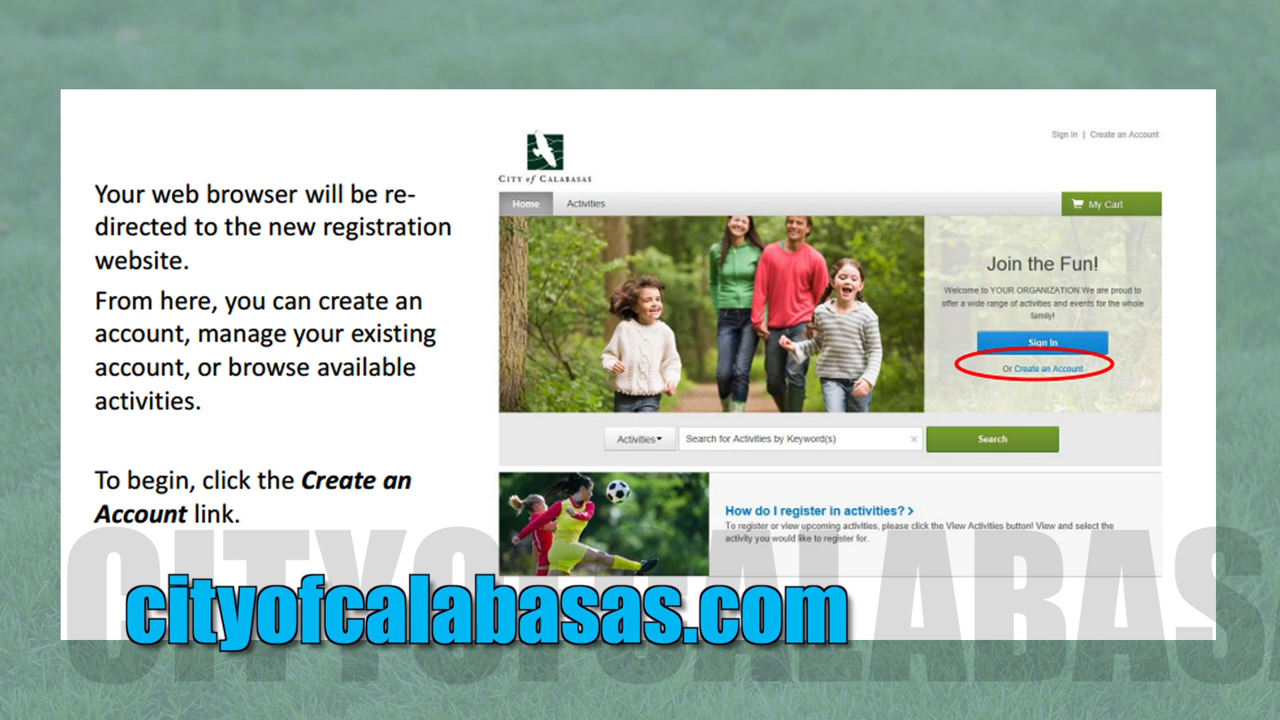 Your web browser will be re-
directed to the new registration
website.
From here, you can create an
account, manage your existing
account, or browse available
activities.
To begin, click the Create an
Account link.
CITY of CALABASAS
Sign In | Create an Account
Home Activities
My Cart
Join the Fun!
Welcome to YOUR ORGANIZATION We are proud to
offer a wide range of activities and events for the whole
family!
Sign In
Or Create an Account
Activities
Search for Activities by Keyword(s) ×
Search
How do I register in activities? >
To register or view upcoming activities, please click the View Activities button! View and select the
activity you would like to register for.
CITYOFCALABASA
cityofcalabasas.com